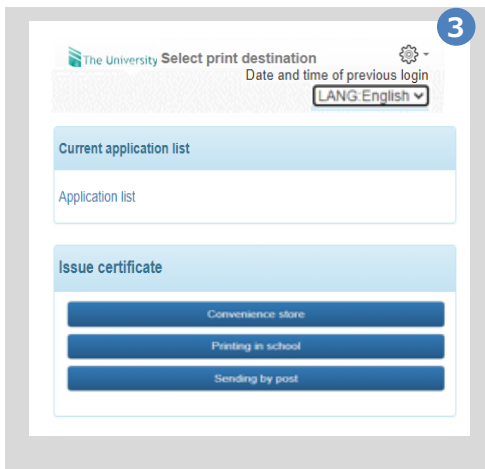 3
The University Select print destination
Date and time of previous login
LANG:English
Current application list
Application list
Issue certificate
Convenience store
Printing in school
Sending by post